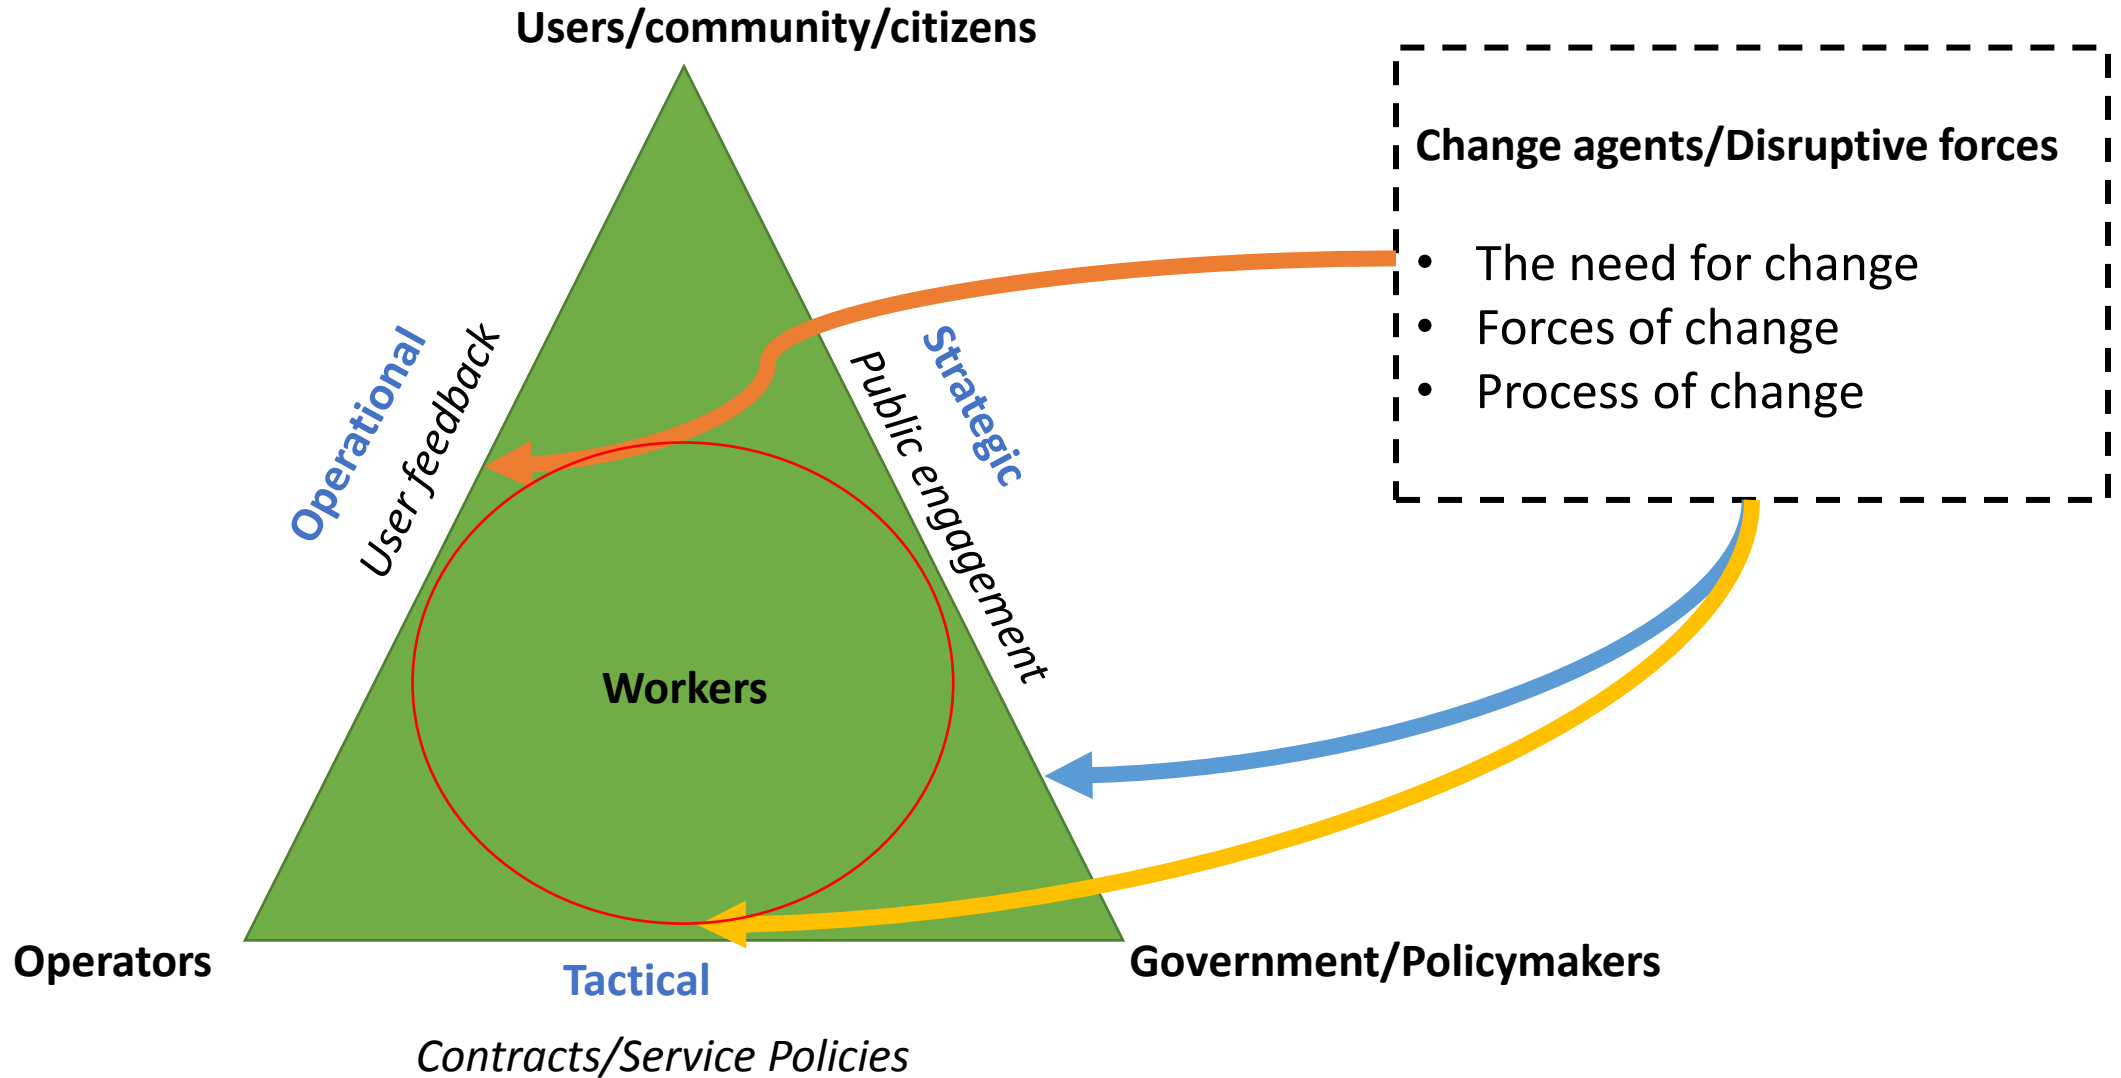 Users/community/citizens
Change agents/Disruptive forces
• The need for change
• Forces of change
• Process of change
Operational
User feedback
Strategic
Public engagement
Workers
Operators
Government/Policymakers
Tactical
Contracts/Service Policies